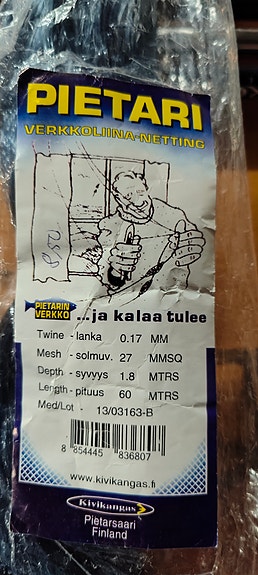 PIETARI
VERKKOLIINA-NETTING
PIETARIN
VERKKO
...ja kalaa tulee
Twine - lanka 0.17 MM
Mesh - solmuv. 27 MMSQ
Depth - syvyys 1.8 MTRS
Length - pituus 60 MTRS
Med/Lot - 13/03163-B
8 854445 836807
www.kivikangas.fi
Kivikangas
Pietarsaari
Finland